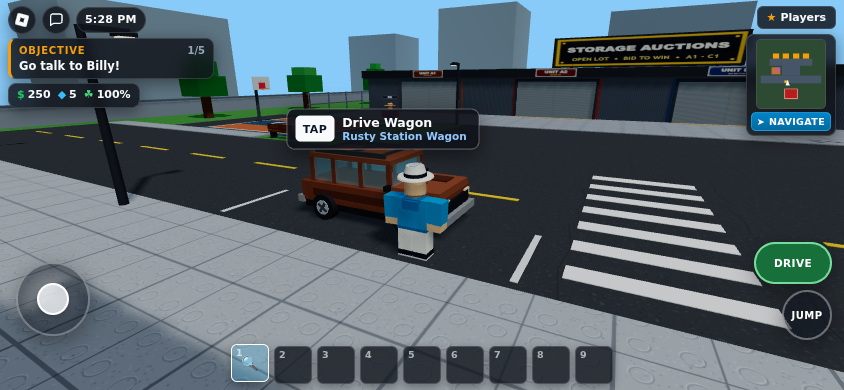 5:28 PM
OBJECTIVE
1/5
Go talk to Billy!
$ 250 5 100%
Players
NAVIGATE
STORAGE AUCTIONS
OPEN LOT • BID TO WIN • A1 - C1
UNIT A1
UNIT A2
UNIT
TAP
Drive Wagon
Rusty Station Wagon
DRIVE
JUMP
1 2 3 4 5 6 7 8 9